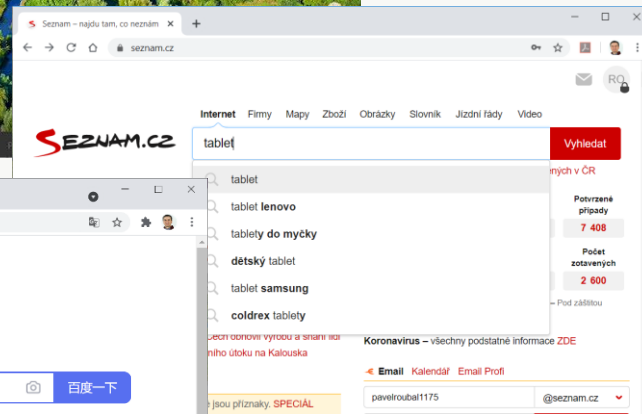 Seznam – najdu tam, co neznám
seznam.cz
RO
Internet Firmy Mapy Zboží Obrázky Slovník Jízdní řády Video
SEZNAM.CZ
tablet
Vyhledat
tablet
tablet lenovo
tablety do myčky
dětský tablet
tablet samsung
coldrex tablety
ných v ČR
Potvrzené
případy
7 408
Počet
zotavených
2 600
– Pod záštitou
Čech obnovil výrobu a shání lidi
ního útoku na Kalouska
Koronavirus – všechny podstatné informace ZDE
Email Kalendář Email Profi
pavelroubal1175
@seznam.cz
jsou příznaky. SPECIÁL
百度一下